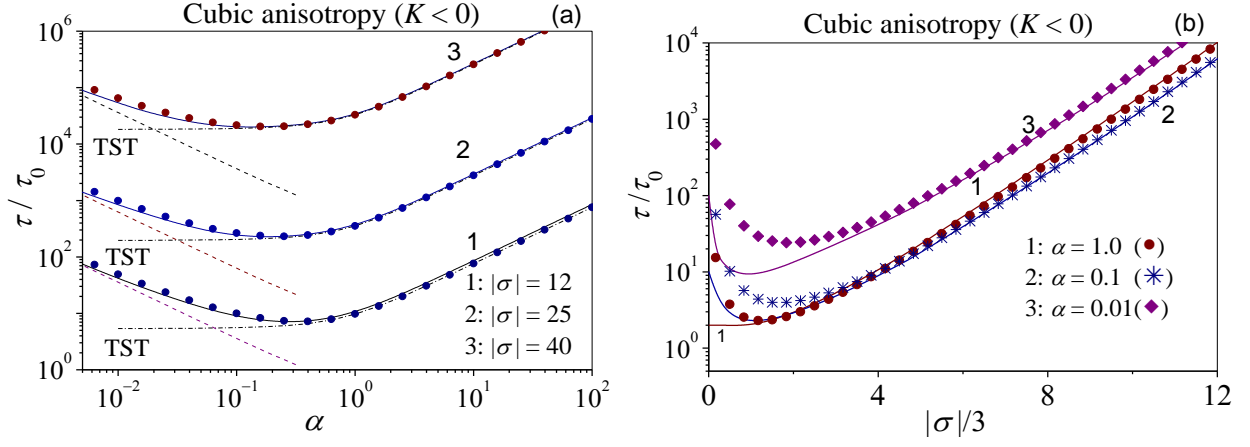 Cubic anisotropy (K < 0) (a)
10^6
10^4
10^2
10^0
τ / τ_0
3
TST
2
TST
1
TST
1: |σ| = 12
2: |σ| = 25
3: |σ| = 40
10^-2 10^-1 10^0 10^1 10^2
α
Cubic anisotropy (K < 0) (b)
10^4
10^3
10^2
10^1
10^0
τ / τ_0
3
2
1
1
1: α = 1.0 (●)
2: α = 0.1 (✳)
3: α = 0.01(◆)
0 4 8 12
|σ|/3